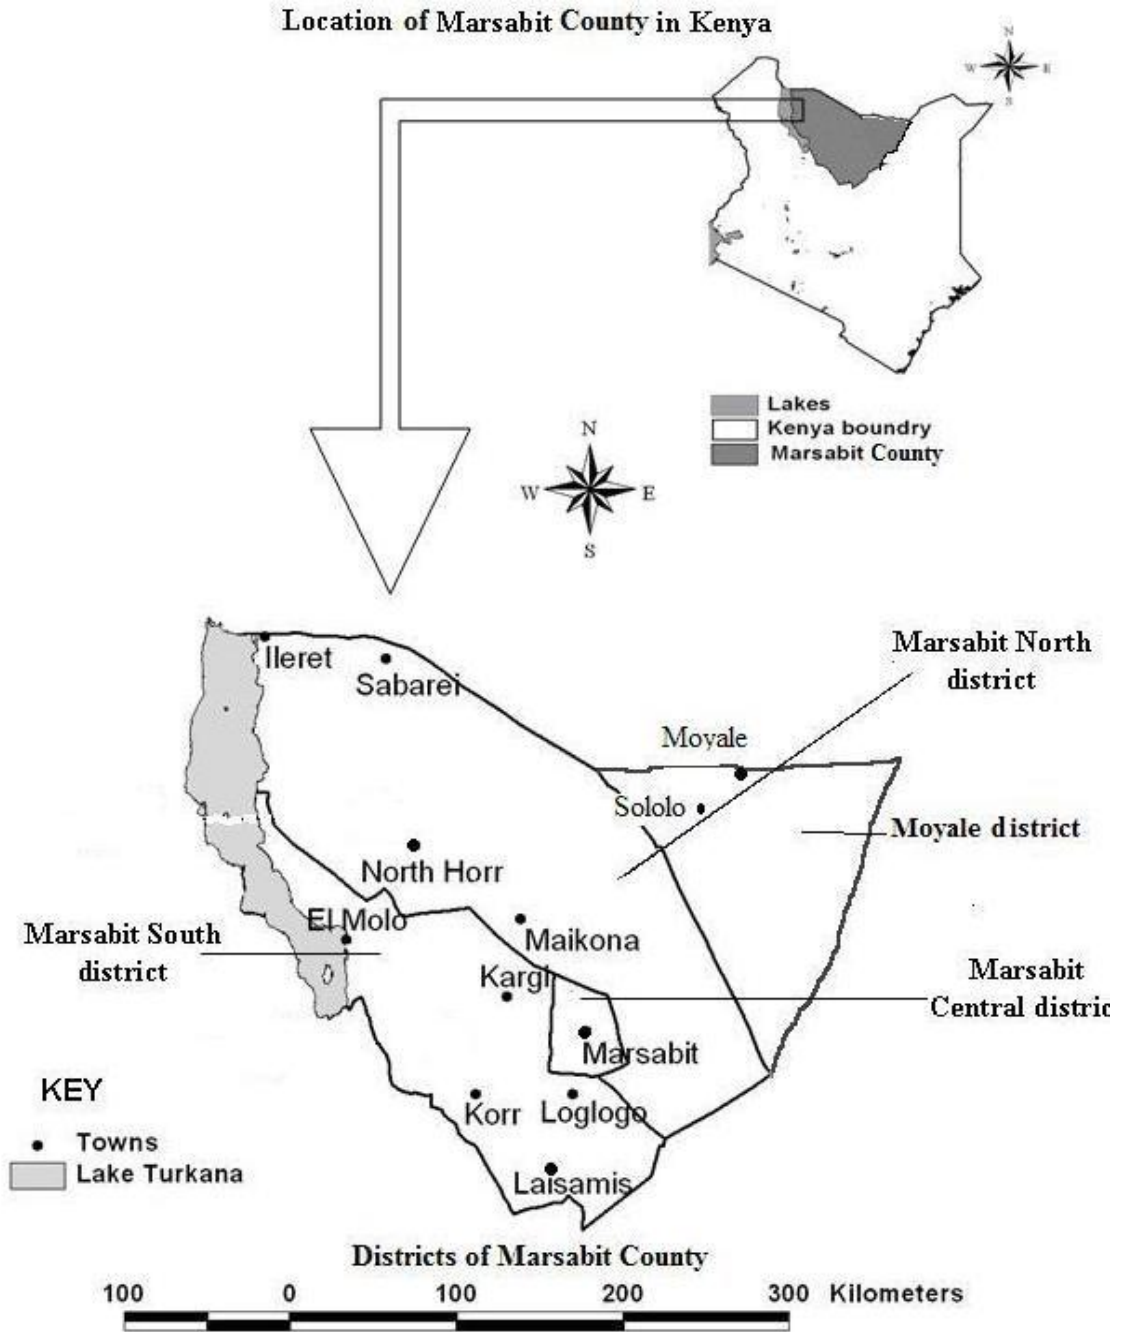 Location of Marsabit County in Kenya
N
W E
S
Lakes
Kenya boundry
Marsabit County
N
W E
S
Ileret
Sabarei
Marsabit North
district
Moyale
Sololo
Moyale district
North Horr
El Molo
Marsabit South
district
Maikona
Kargi
Marsabit
Central distric
Marsabit
KEY
Korr
Loglogo
Towns
Lake Turkana
Laisamis
Districts of Marsabit County
100 0 100 200 300 Kilometers